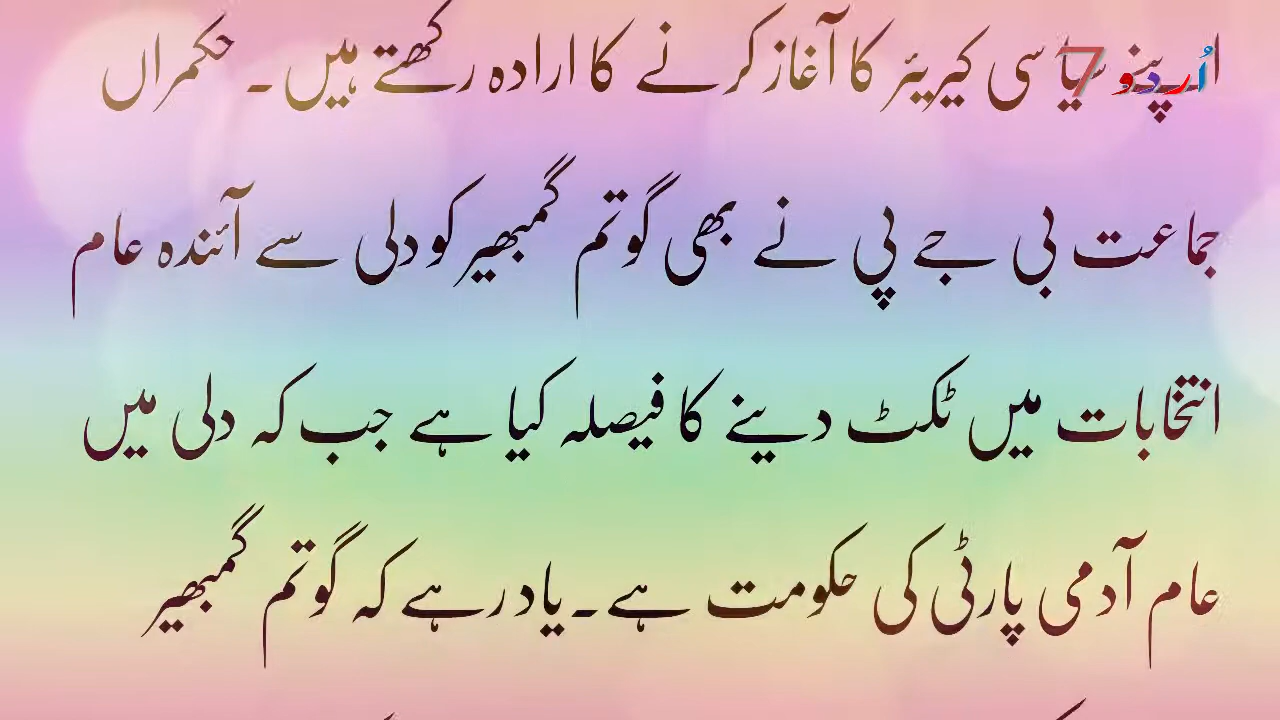 اپنے سیاسی کیریئر کا آغاز کرنے کا ارادہ رکھتے ہیں۔ حکمراں
اُردو 7
جماعت بی جے پی نے بھی گوتم گمبھیر کو دلی سے آئندہ عام
انتخابات میں ٹکٹ دینے کا فیصلہ کیا ہے جب کہ دلی میں
عام آدمی پارٹی کی حکومت ہے۔ یاد رہے کہ گوتم گمبھیر